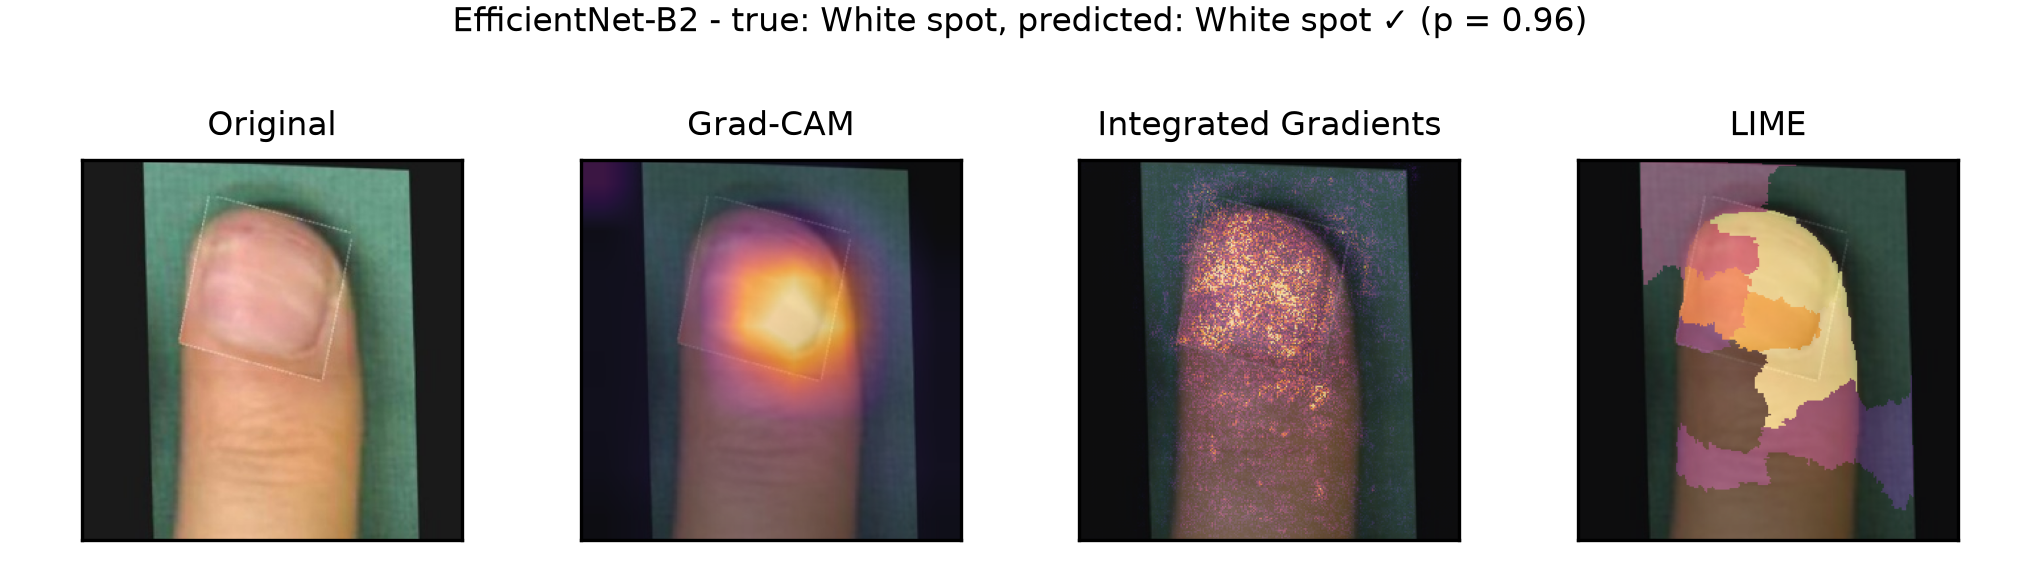 EfficientNet-B2 - true: White spot, predicted: White spot ✓ (p = 0.96)
Original
Grad-CAM
Integrated Gradients
LIME